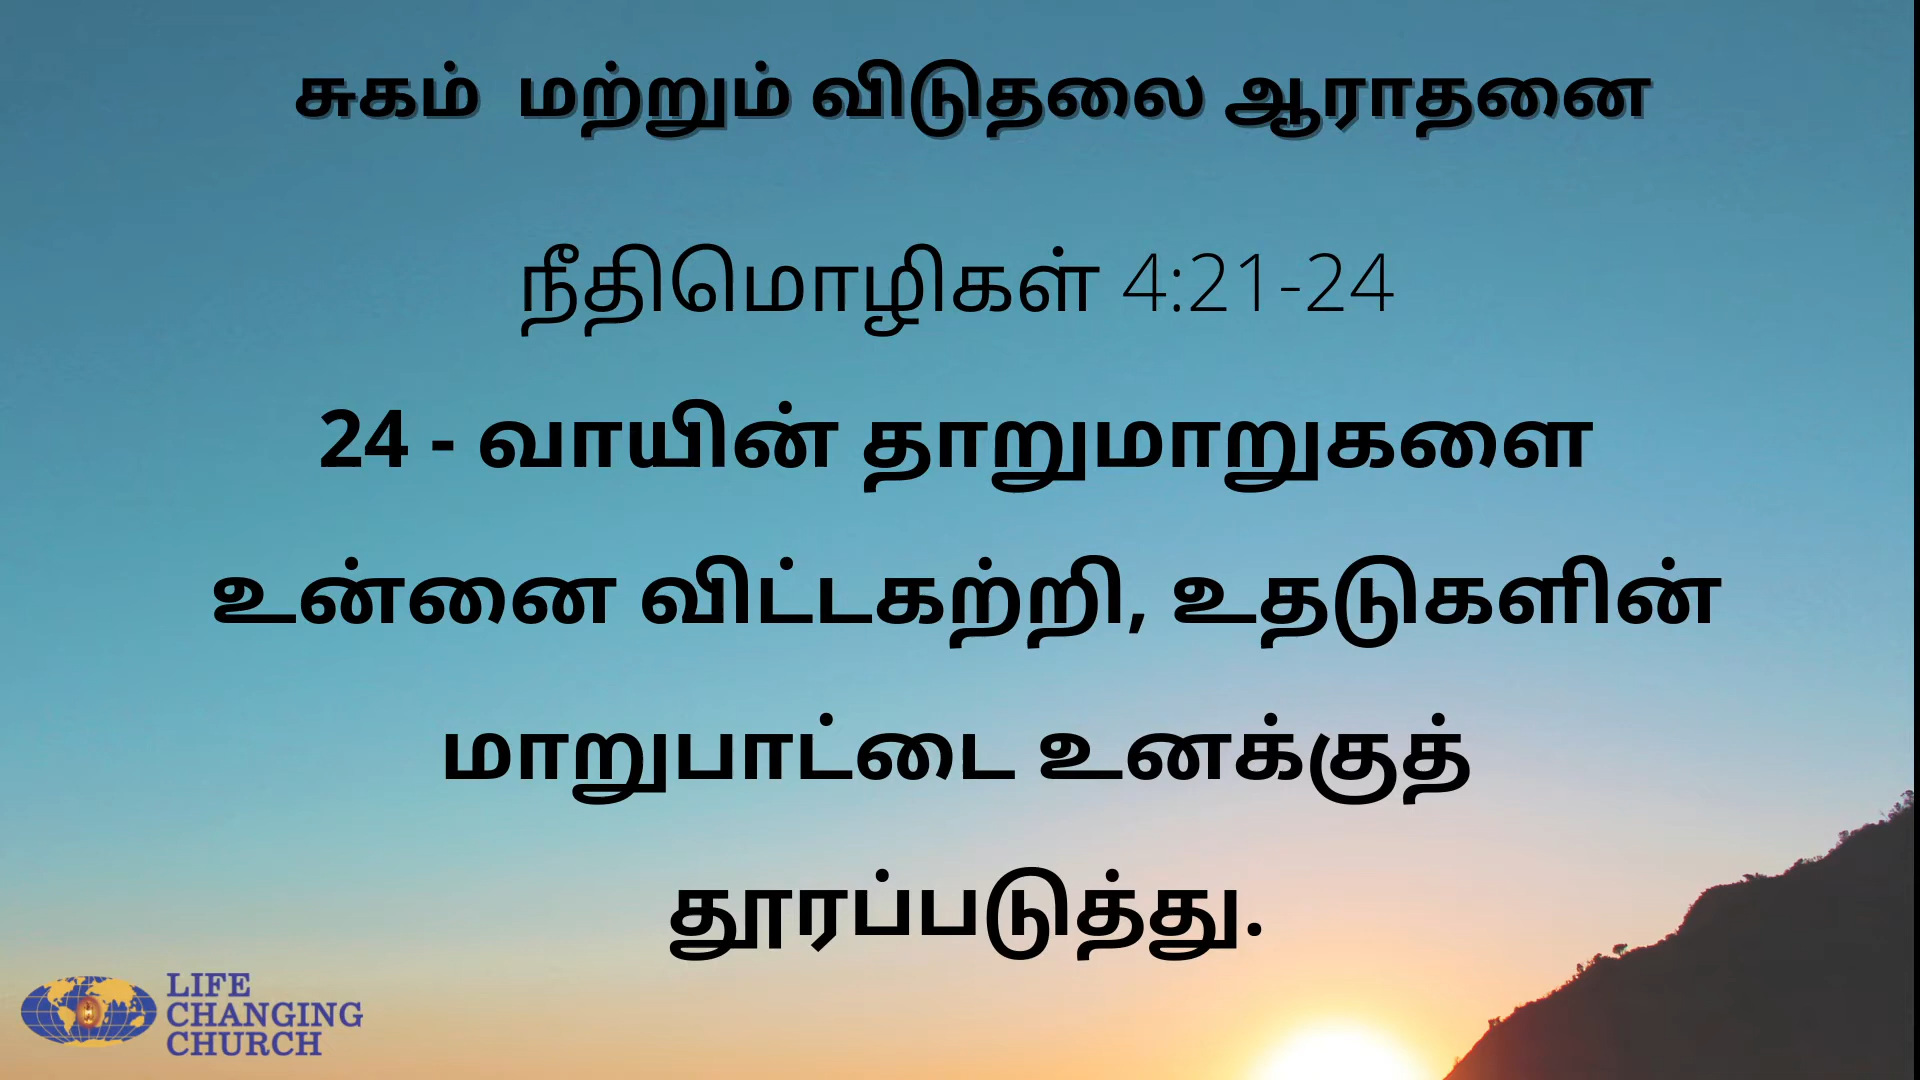 சுகம் மற்றும் விடுதலை ஆராதனை
நீதிமொழிகள் 4:21-24
24 - வாயின் தாறுமாறுகளை
உன்னை விட்டகற்றி, உதடுகளின்
மாறுபாட்டை உனக்குத்
தூரப்படுத்து.
LIFE
CHANGING
CHURCH